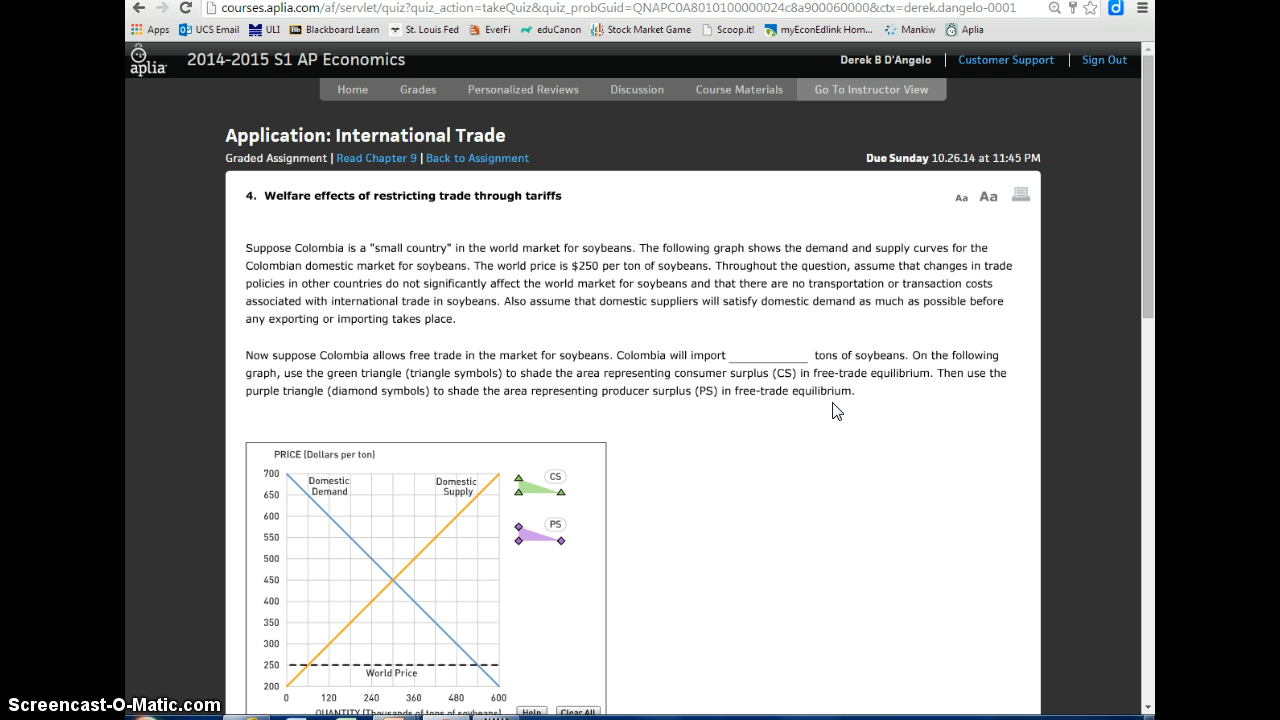 courses.aplia.com/af/servlet/quiz?quiz_action=takeQuiz&quiz_probGuid=QNAPC0A8010100000024c8a900060000&ctx=derek.dangelo-0001
Apps UCS Email ULI Blackboard Learn St. Louis Fed EverFi eduCanon Stock Market Game Scoop.it! myEconEdlink Hom... Mankiw Aplia
aplia 2014-2015 S1 AP Economics Derek B D'Angelo Customer Support Sign Out
Home Grades Personalized Reviews Discussion Course Materials Go To Instructor View
Application: International Trade
Graded Assignment | Read Chapter 9 | Back to Assignment Due Sunday 10.26.14 at 11:45 PM
4. Welfare effects of restricting trade through tariffs Aa Aa
Suppose Colombia is a "small country" in the world market for soybeans. The following graph shows the demand and supply curves for the
Colombian domestic market for soybeans. The world price is $250 per ton of soybeans. Throughout the question, assume that changes in trade
policies in other countries do not significantly affect the world market for soybeans and that there are no transportation or transaction costs
associated with international trade in soybeans. Also assume that domestic suppliers will satisfy domestic demand as much as possible before
any exporting or importing takes place.
Now suppose Colombia allows free trade in the market for soybeans. Colombia will import ____________ tons of soybeans. On the following
graph, use the green triangle (triangle symbols) to shade the area representing consumer surplus (CS) in free-trade equilibrium. Then use the
purple triangle (diamond symbols) to shade the area representing producer surplus (PS) in free-trade equilibrium.
PRICE (Dollars per ton)
700
650
600
550
500
450
400
350
300
250
200
Domestic
Demand
Domestic
Supply
CS
PS
World Price
0 120 240 360 480 600
QUANTITY (Thousands of tons of soybeans)
Help Clear All
Screencast-O-Matic.com